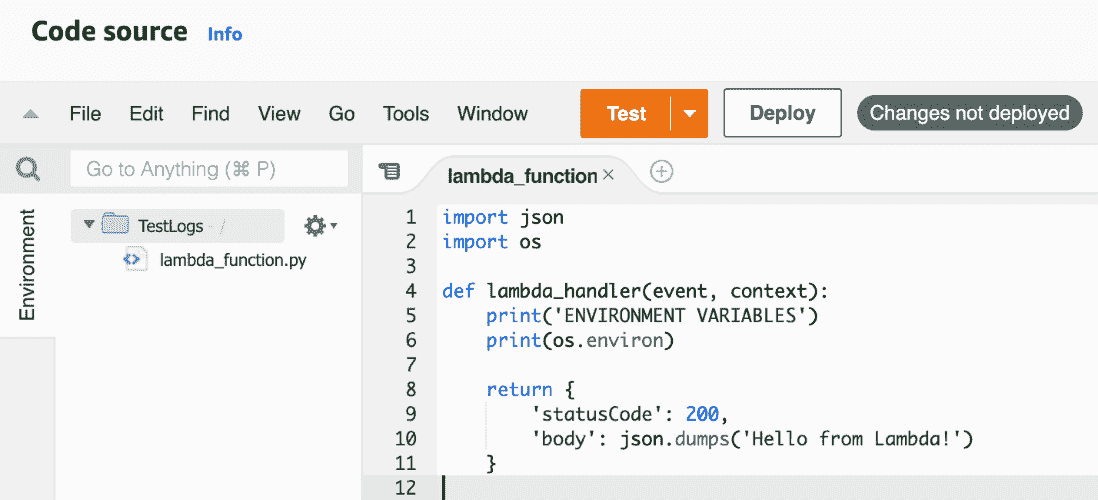 Code source Info
File Edit Find View Go Tools Window Test Deploy Changes not deployed
Go to Anything (⌘ P)
lambda_function
Environment
TestLogs - /
lambda_function.py
1 import json
2 import os
3
4 def lambda_handler(event, context):
5     print('ENVIRONMENT VARIABLES')
6     print(os.environ)
7
8     return {
9         'statusCode': 200,
10         'body': json.dumps('Hello from Lambda!')
11     }
12